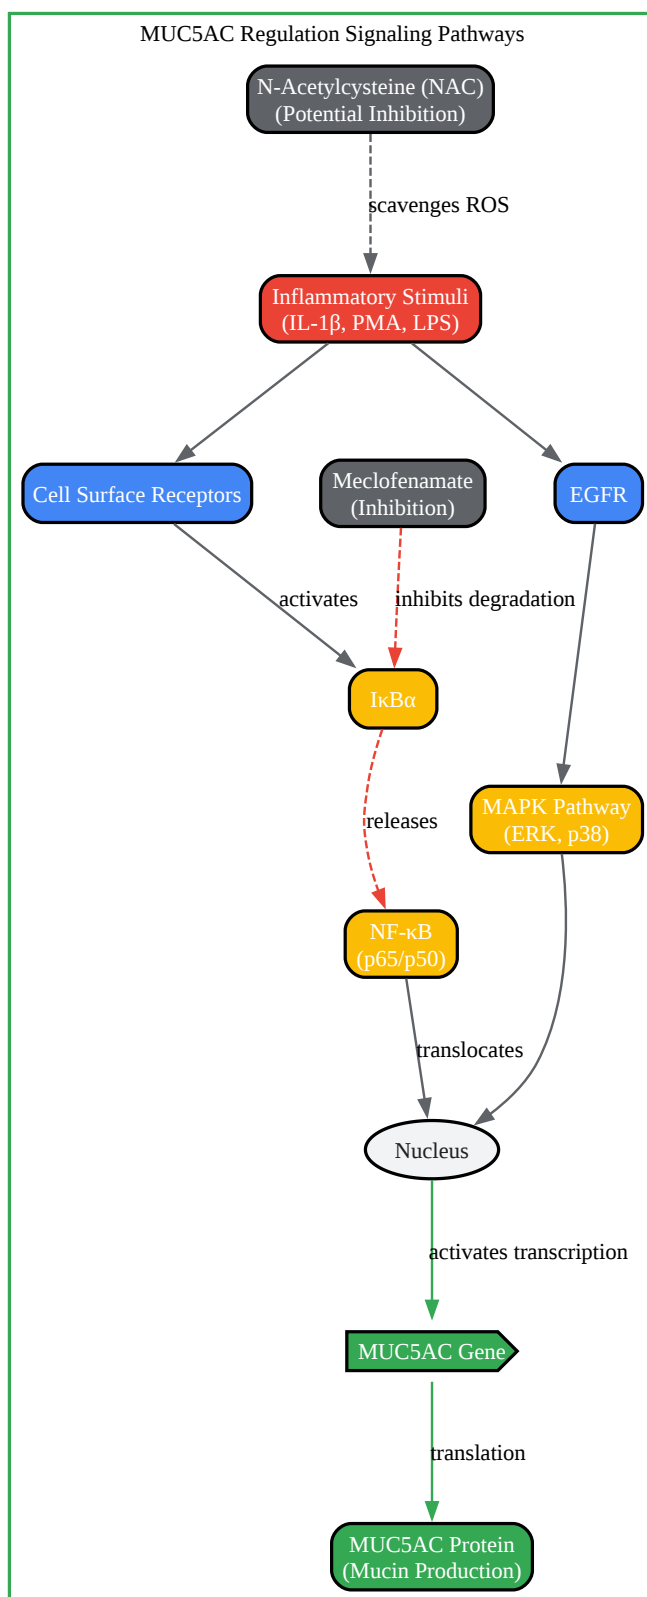 MUC5AC Regulation Signaling Pathways
N-Acetylcysteine (NAC)
(Potential Inhibition)
scavenges ROS
Inflammatory Stimuli
(IL-1β, PMA, LPS)
Cell Surface Receptors
Meclofenamate
(Inhibition)
EGFR
activates
inhibits degradation
IκBα
MAPK Pathway
(ERK, p38)
releases
NF-κB
(p65/p50)
translocates
Nucleus
activates transcription
MUC5AC Gene
translation
MUC5AC Protein
(Mucin Production)